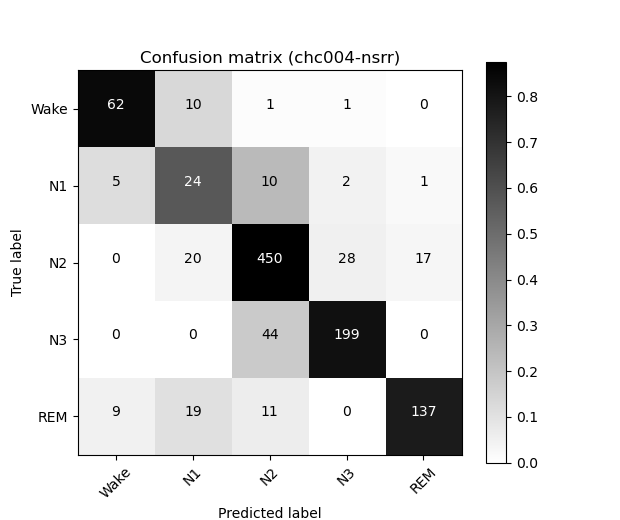 Confusion matrix (chc004-nsrr)
Wake 62 10 1 1 0
N1 5 24 10 2 1
N2 0 20 450 28 17
N3 0 0 44 199 0
REM 9 19 11 0 137
Wake N1 N2 N3 REM
Predicted label
True label
0.8
0.7
0.6
0.5
0.4
0.3
0.2
0.1
0.0